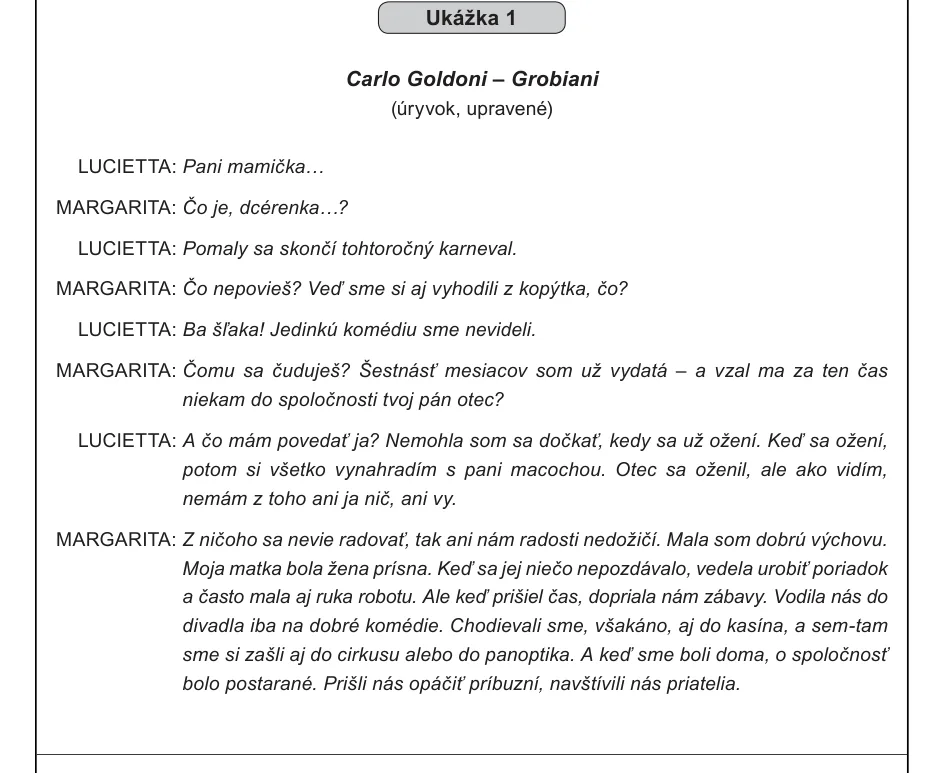 Ukážka 1
Carlo Goldoni – Grobiani
(úryvok, upravené)
LUCIETTA: Pani mamička…
MARGARITA: Čo je, dcérenka…?
LUCIETTA: Pomaly sa skončí tohtoročný karneval.
MARGARITA: Čo nepovieš? Veď sme si aj vyhodili z kopýtka, čo?
LUCIETTA: Ba šľaka! Jedinkú komédiu sme nevideli.
MARGARITA: Čomu sa čuduješ? Šestnásť mesiacov som už vydatá – a vzal ma za ten čas
niekam do spoločnosti tvoj pán otec?
LUCIETTA: A čo mám povedať ja? Nemohla som sa dočkať, kedy sa už ožení. Keď sa ožení,
potom si všetko vynahradím s pani macochou. Otec sa oženil, ale ako vidím,
nemám z toho ani ja nič, ani vy.
MARGARITA: Z ničoho sa nevie radovať, tak ani nám radosti nedožičí. Mala som dobrú výchovu.
Moja matka bola žena prísna. Keď sa jej niečo nepozdávalo, vedela urobiť poriadok
a často mala aj ruka robotu. Ale keď prišiel čas, dopriala nám zábavy. Vodila nás do
divadla iba na dobré komédie. Chodievali sme, všakáno, aj do kasína, a sem-tam
sme si zašli aj do cirkusu alebo do panoptika. A keď sme boli doma, o spoločnosť
bolo postarané. Prišli nás opáčiť príbuzní, navštívili nás priatelia.